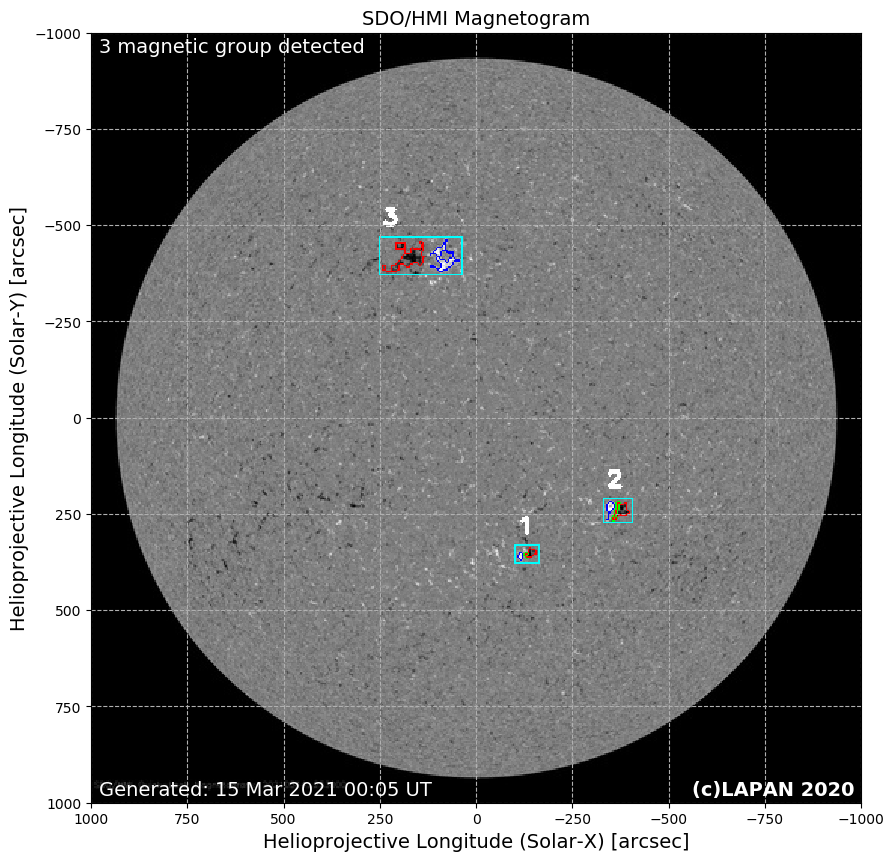 SDO/HMI Magnetogram
3 magnetic group detected
−1000
−750
−500
−250
0
250
500
750
1000
Helioprojective Longitude (Solar-Y) [arcsec]
3
2
1
Generated: 15 Mar 2021 00:05 UT
(c)LAPAN 2020
1000 750 500 250 0 −250 −500 −750 −1000
Helioprojective Longitude (Solar-X) [arcsec]